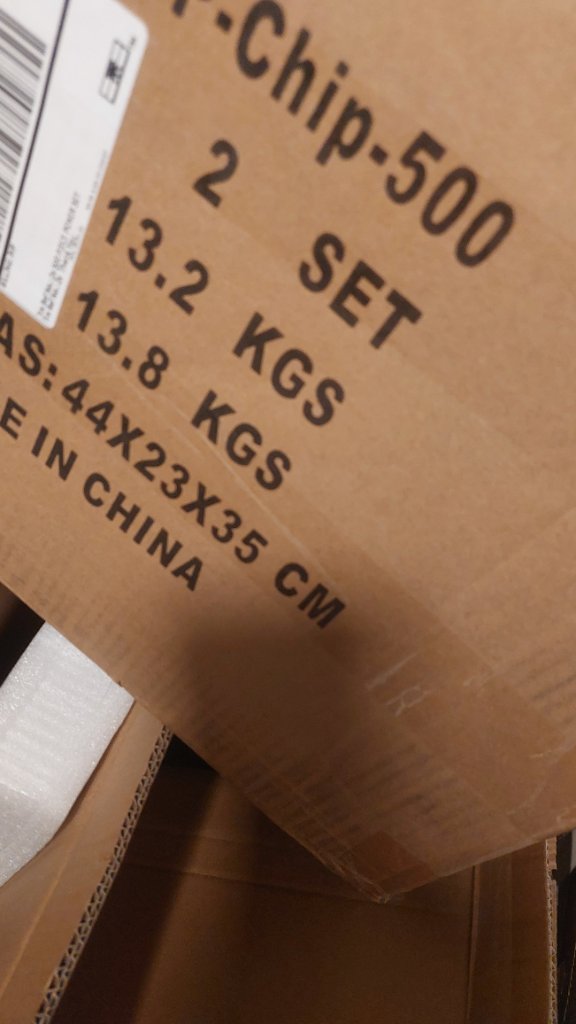 -Chip-500
2 SET
13.2 KGS
13.8 KGS
AS:44X23X35 CM
E IN CHINA